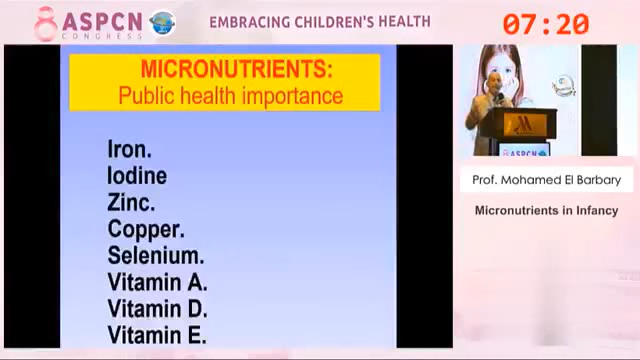 8 ASPCN
CONGRESS
EMBRACING CHILDREN'S HEALTH
07:20
MICRONUTRIENTS:
Public health importance
Iron.
Iodine
Zinc.
Copper.
Selenium.
Vitamin A.
Vitamin D.
Vitamin E.
ASPCN
Prof. Mohamed El Barbary
Micronutrients in Infancy